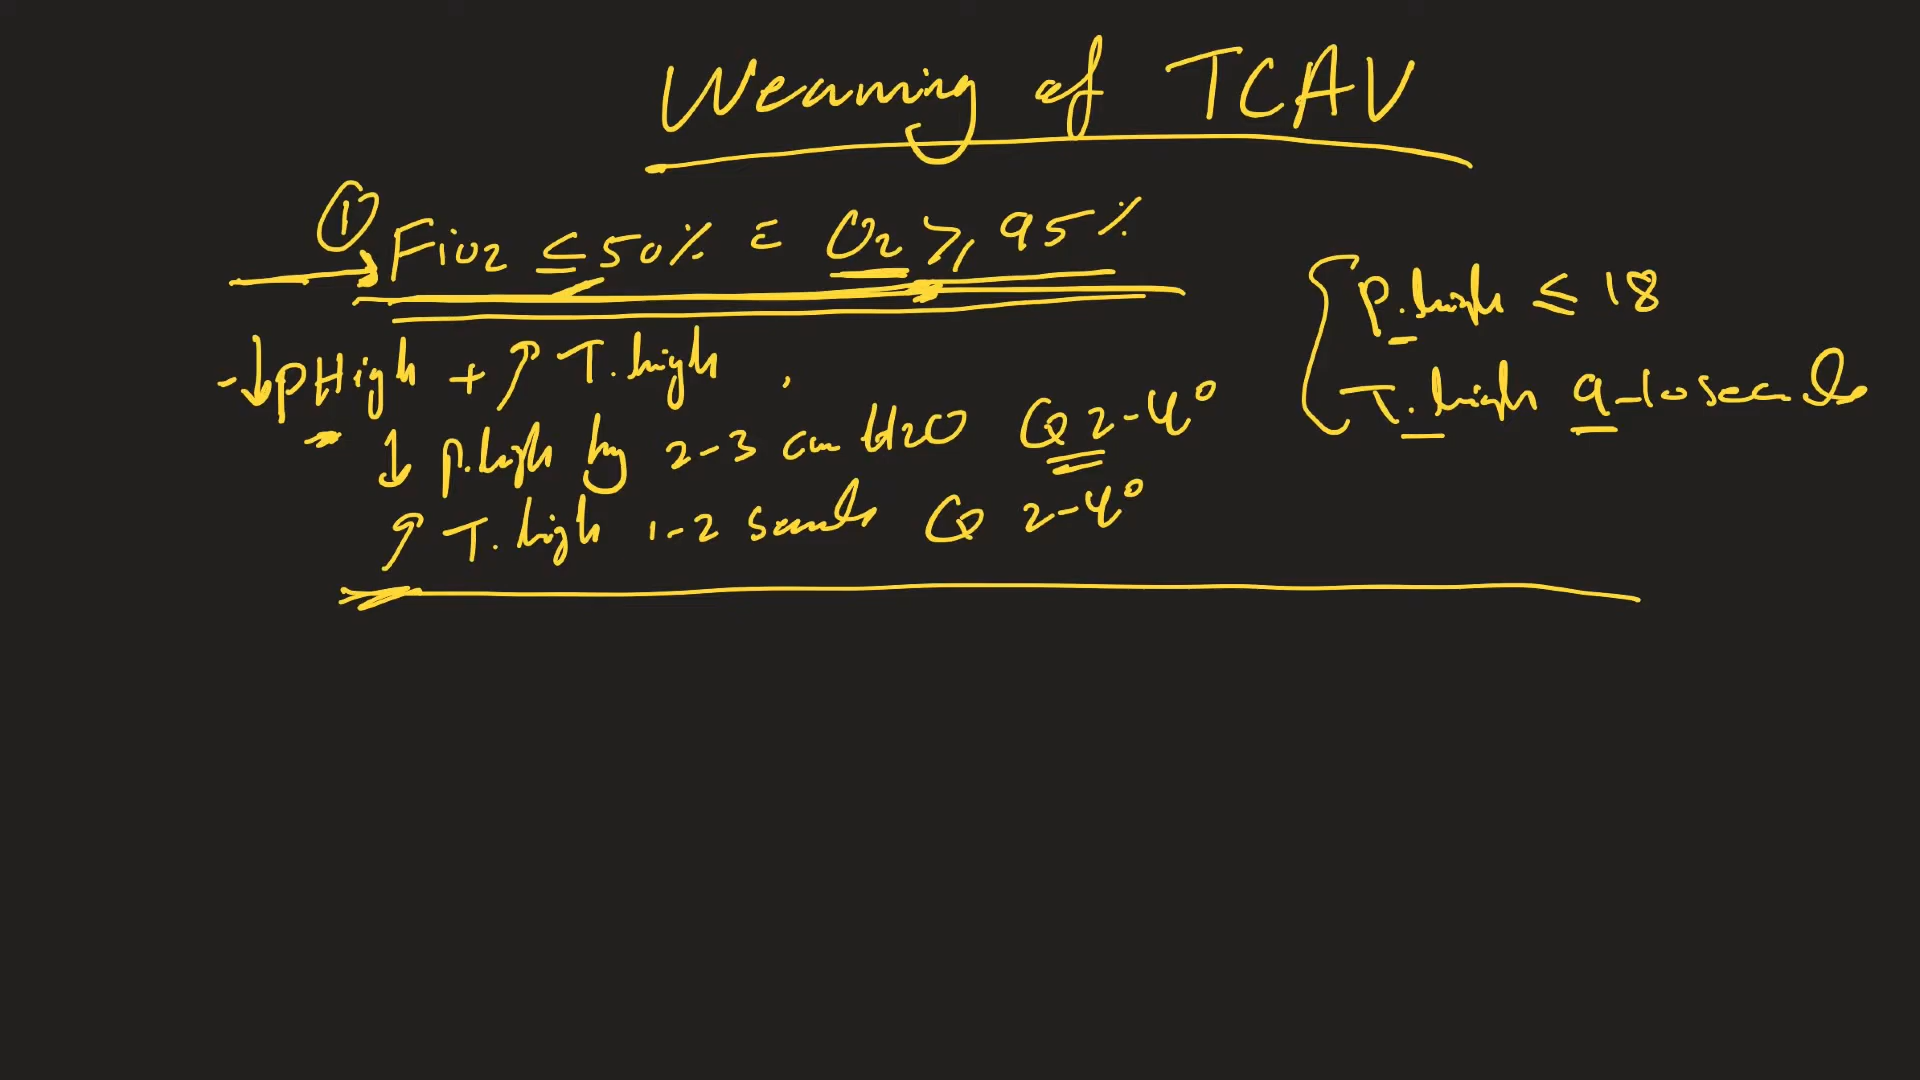 Weaning of TCAV
① Fio2 ≤ 50% c̄ O2 ≥ 95%
- ↓ PHigh + ↑ T.high,
↓ p.high by 2-3 cm H2O Q 2-4°
↑ T.high 1-2 seconds Q 2-4°
P.high ≤ 18
T.high 9-10 seconds